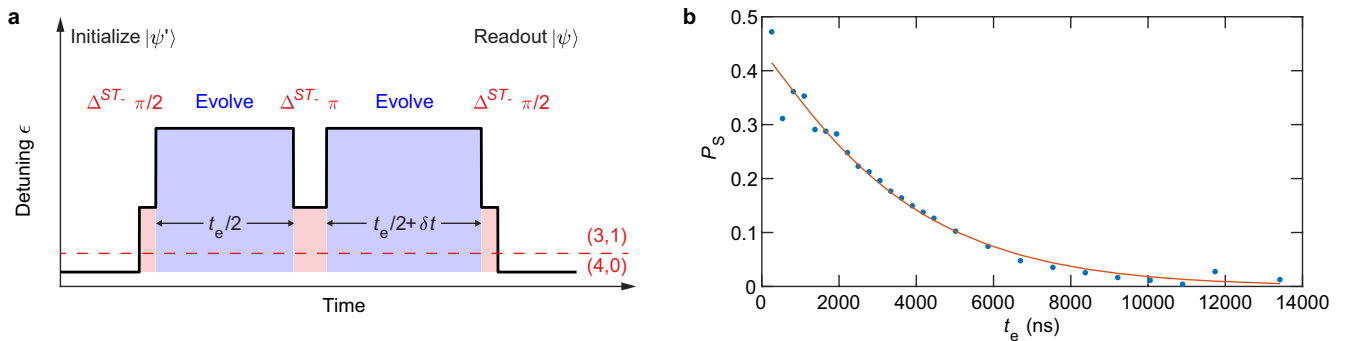 a
Initialize |ψ'⟩
Readout |ψ⟩
Δ^ST- π/2
Evolve
Δ^ST- π
Evolve
Δ^ST- π/2
Detuning ϵ
t_e/2
t_e/2+ δt
(3,1)
(4,0)
Time
b
0.5
0.4
0.3
0.2
0.1
0
P_S
0 2000 4000 6000 8000 10000 12000 14000
t_e (ns)